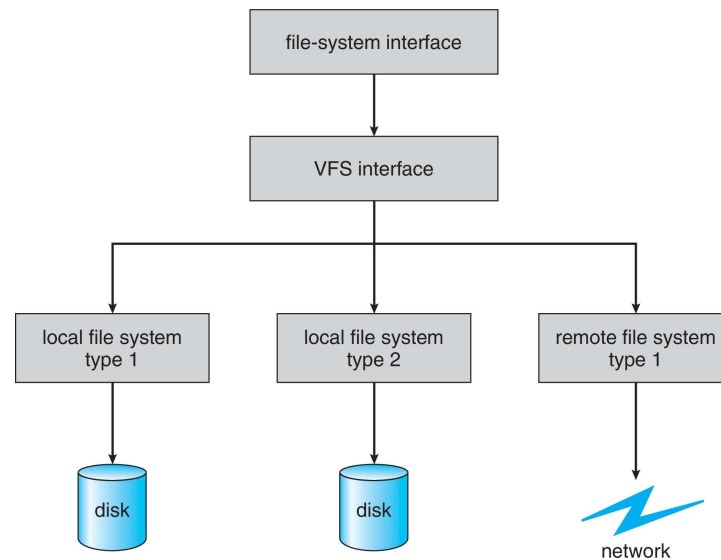 file-system interface
VFS interface
local file system
type 1
local file system
type 2
remote file system
type 1
disk
disk
network